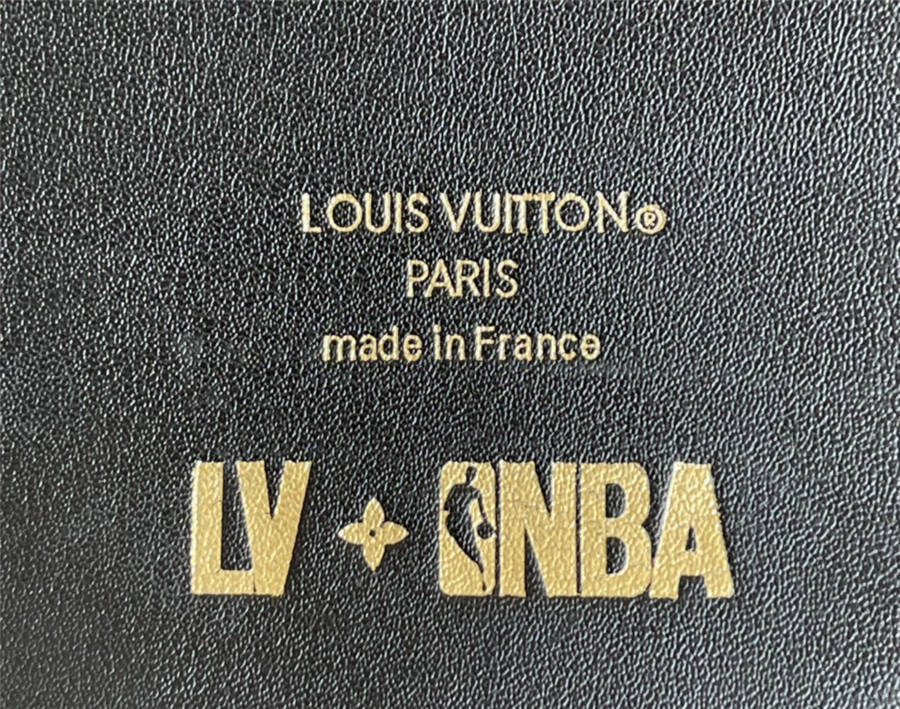 LOUIS VUITTON®
PARIS
made in France
LV NBA